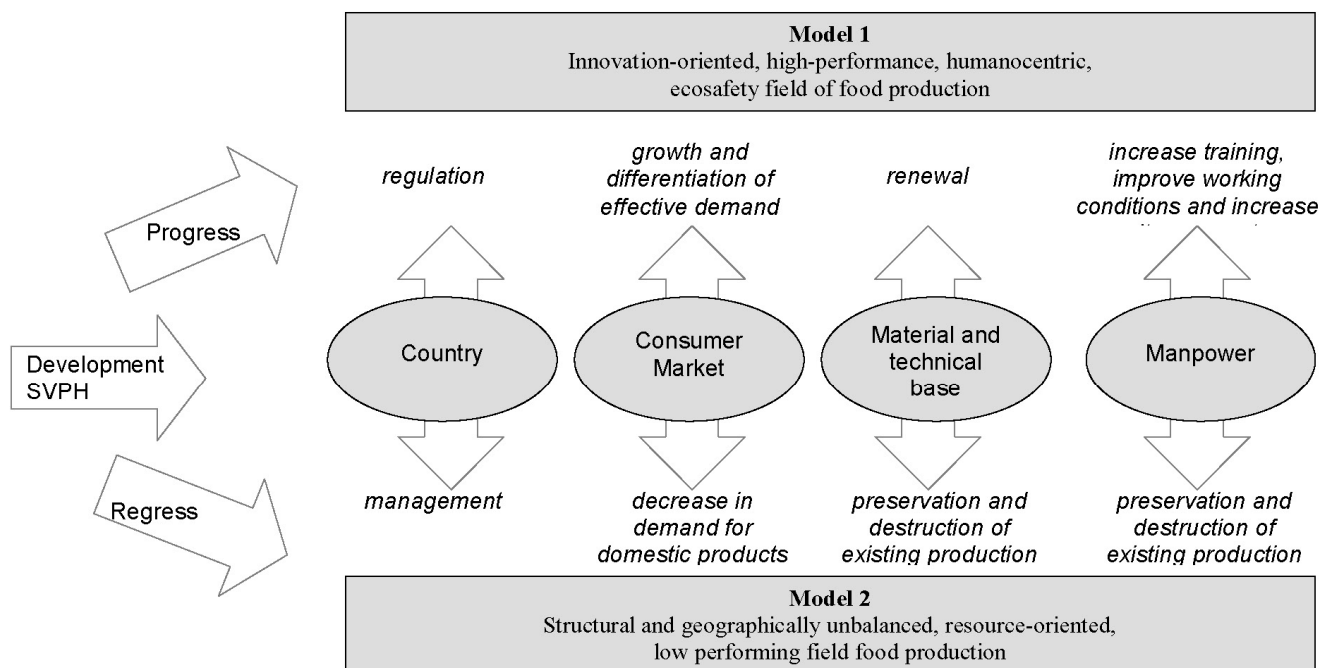 Model 1
Innovation-oriented, high-performance, humanocentric,
ecosafety field of food production
regulation
growth and
differentiation of
effective demand
renewal
increase training,
improve working
conditions and increase
Progress
Development
SVPH
Country
Consumer
Market
Material and
technical
base
Manpower
Regress
management
decrease in
demand for
domestic products
preservation and
destruction of
existing production
preservation and
destruction of
existing production
Model 2
Structural and geographically unbalanced, resource-oriented,
low performing field food production